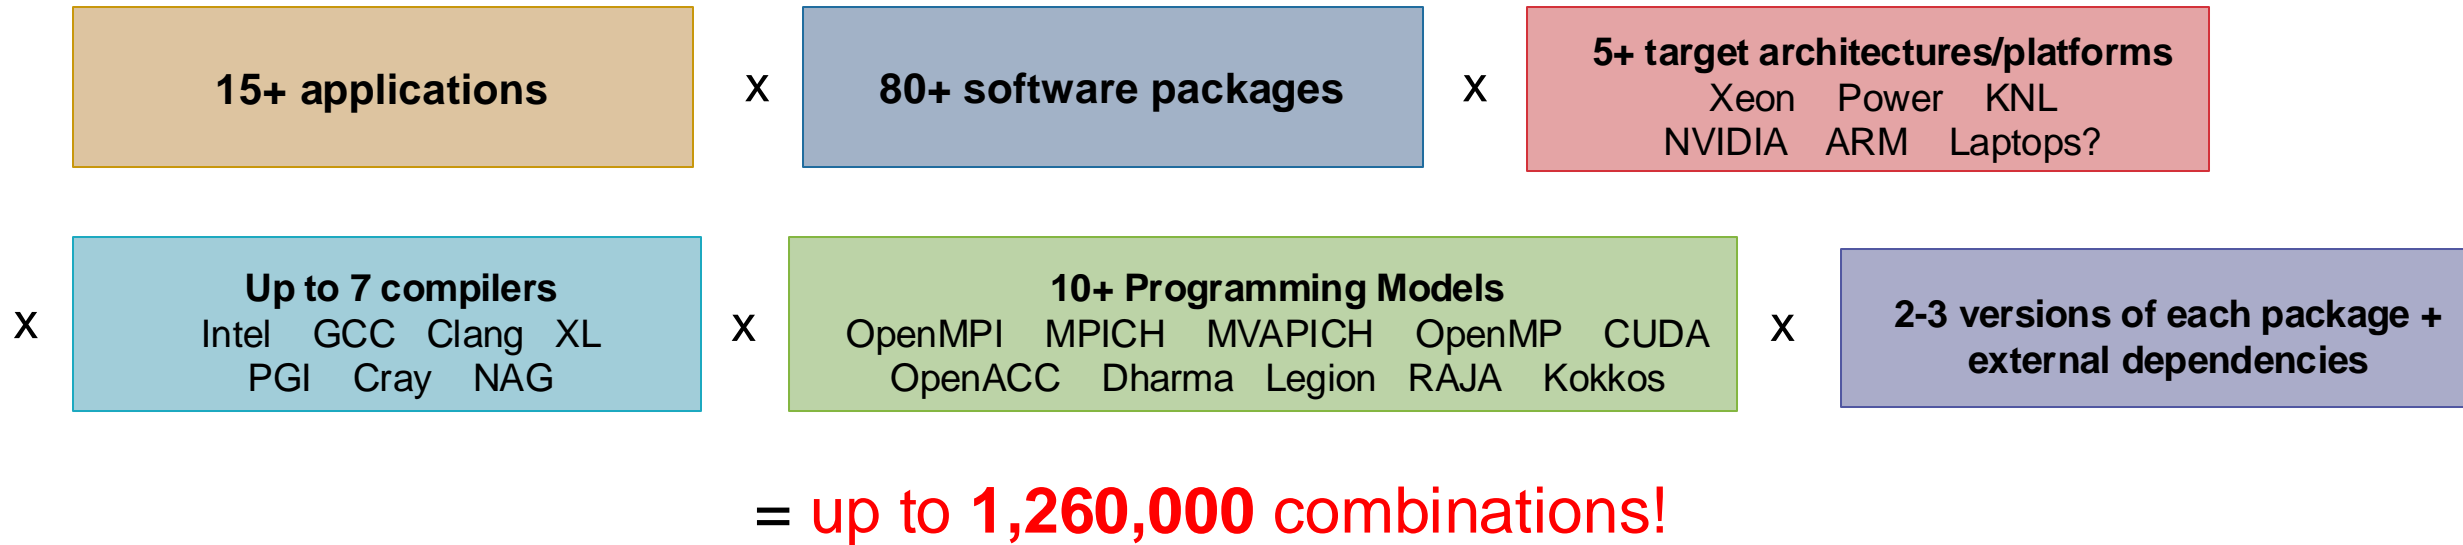 15+ applications
x
80+ software packages
x
5+ target architectures/platforms
Xeon Power KNL
NVIDIA ARM Laptops?
x
Up to 7 compilers
Intel GCC Clang XL
PGI Cray NAG
x
10+ Programming Models
OpenMPI MPICH MVAPICH OpenMP CUDA
OpenACC Dharma Legion RAJA Kokkos
x
2-3 versions of each package +
external dependencies
= up to 1,260,000 combinations!